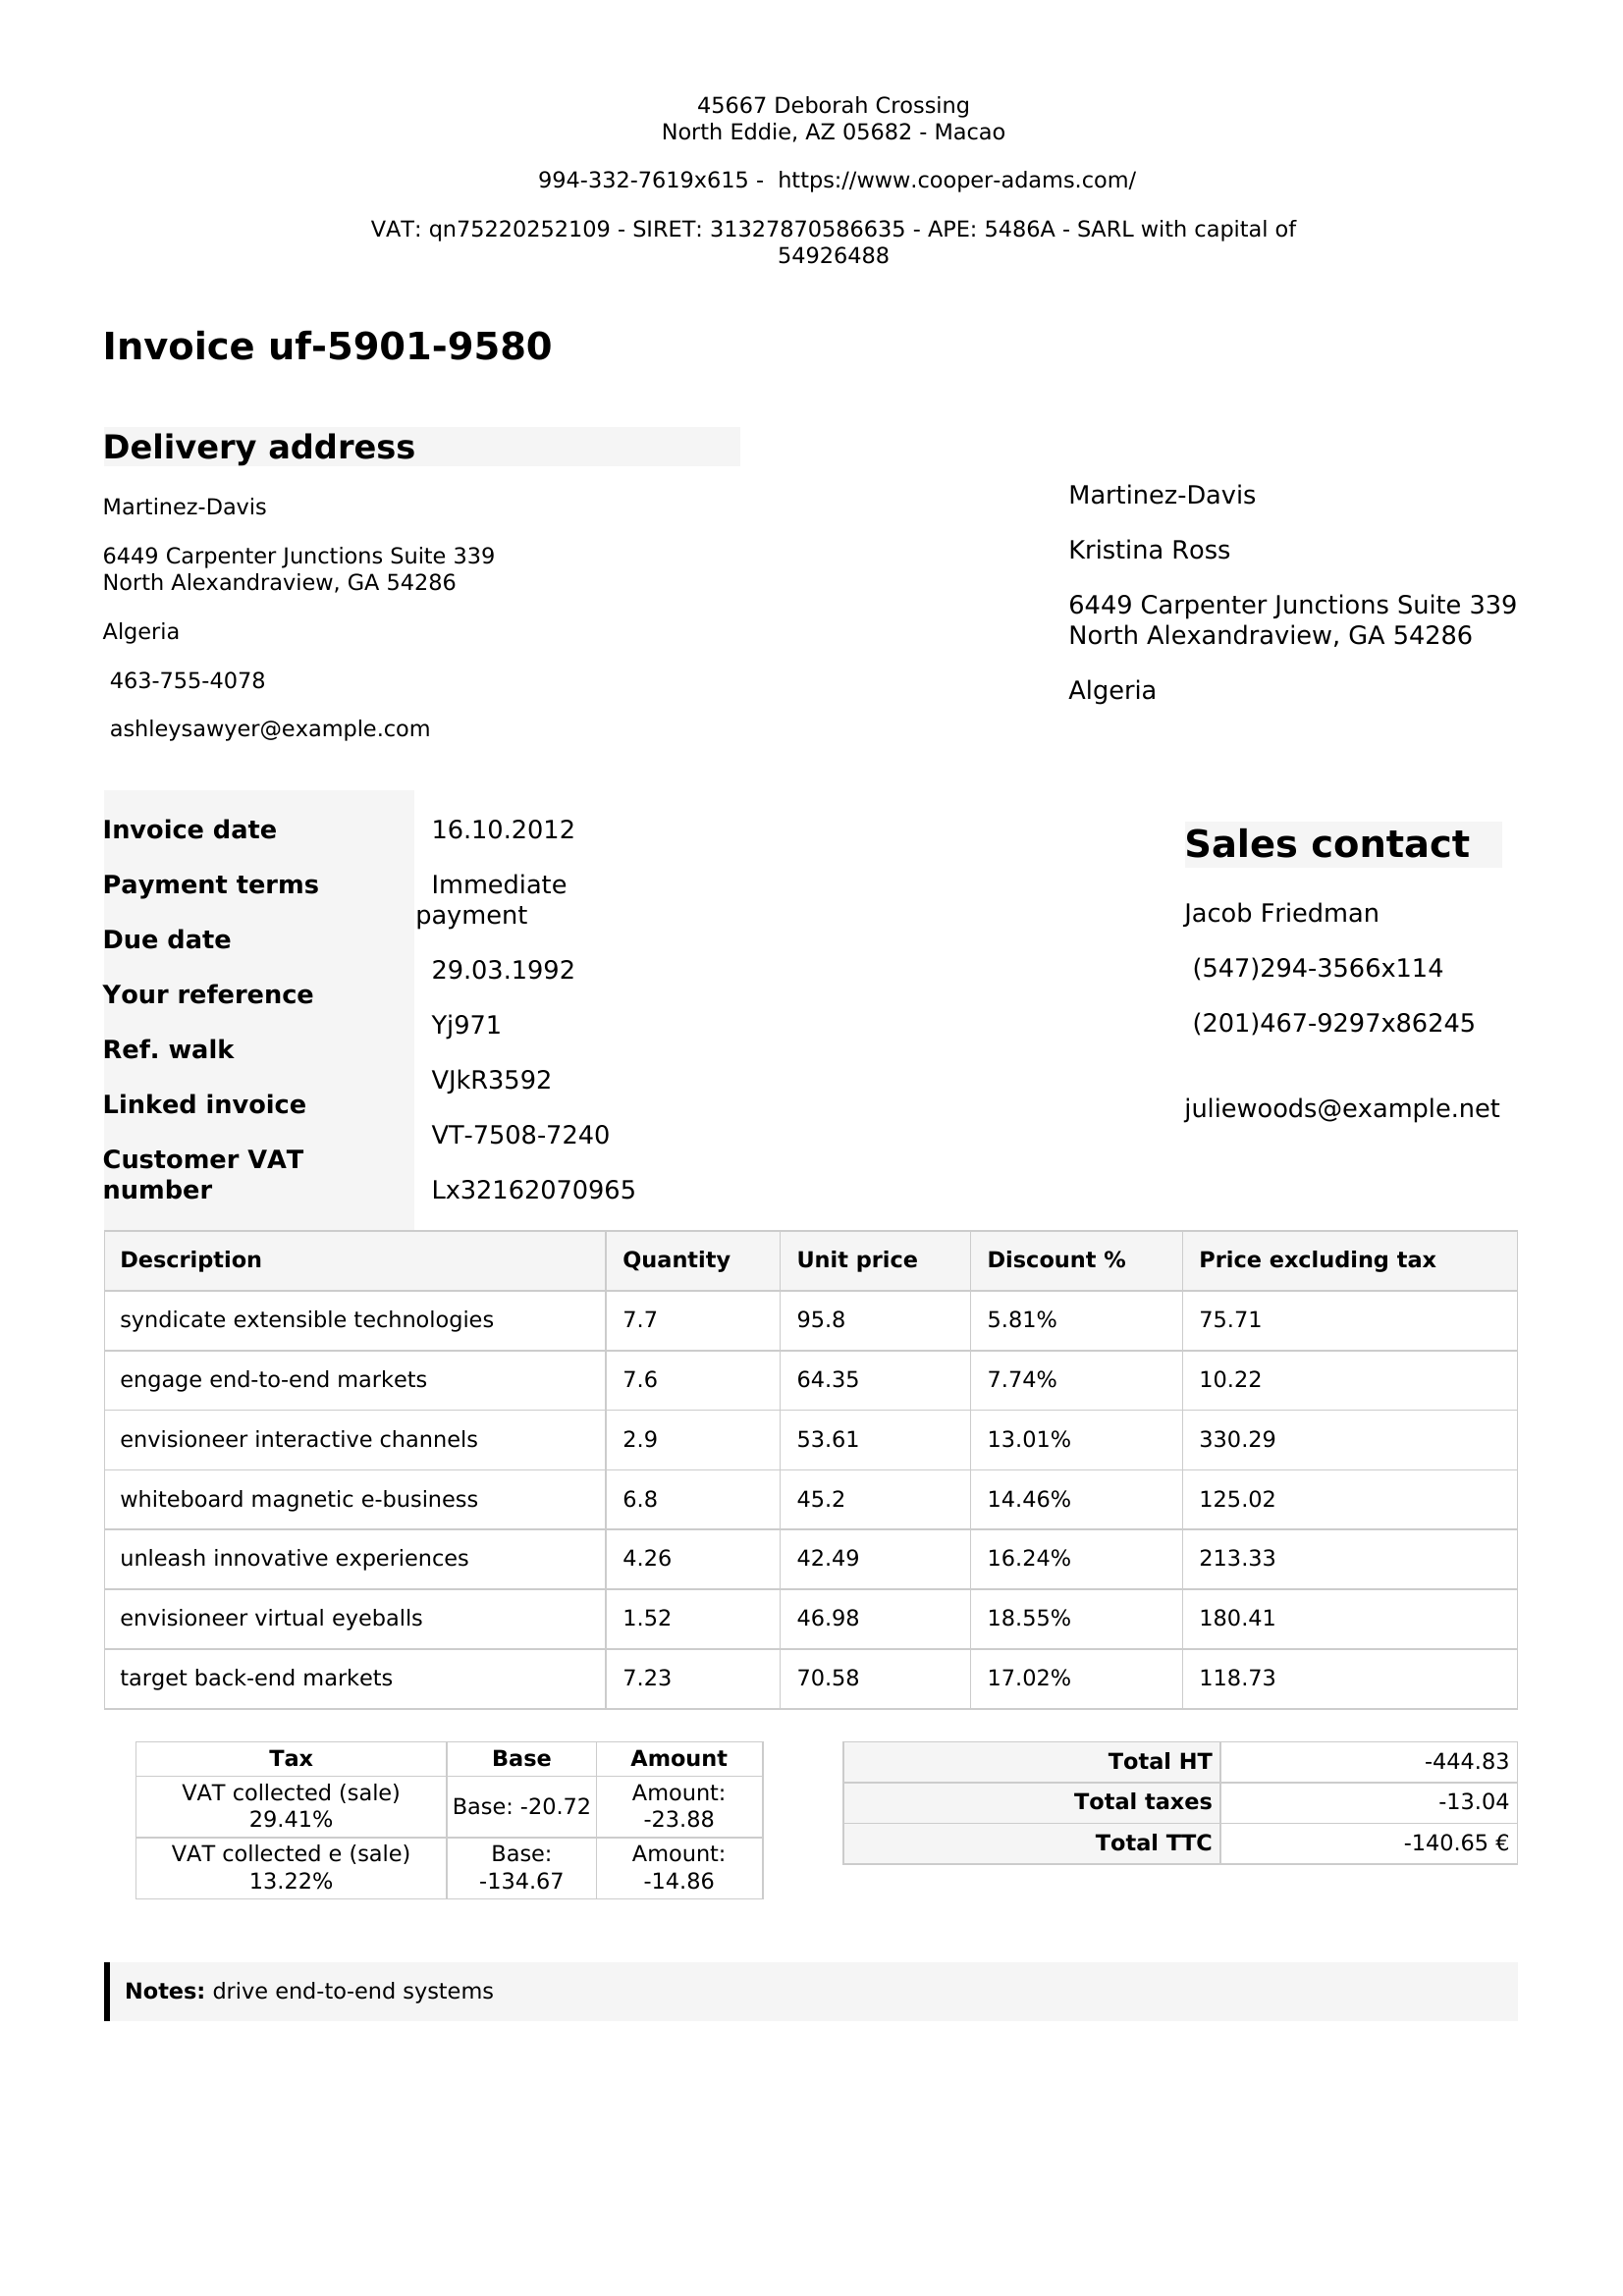 45667 Deborah Crossing
North Eddie, AZ 05682 - Macao
994-332-7619x615 - https://www.cooper-adams.com/
VAT: qn75220252109 - SIRET: 31327870586635 - APE: 5486A - SARL with capital of
54926488
Invoice uf-5901-9580
Delivery address
Martinez-Davis
6449 Carpenter Junctions Suite 339
North Alexandraview, GA 54286
Algeria
463-755-4078
ashleysawyer@example.com
Martinez-Davis
Kristina Ross
6449 Carpenter Junctions Suite 339
North Alexandraview, GA 54286
Algeria
Invoice date
Payment terms
Due date
Your reference
Ref. walk
Linked invoice
Customer VAT
number
16.10.2012
Immediate
payment
29.03.1992
Yj971
VJkR3592
VT-7508-7240
Lx32162070965
Sales contact
Jacob Friedman
(547)294-3566x114
(201)467-9297x86245
juliewoods@example.net
Description Quantity Unit price Discount % Price excluding tax
syndicate extensible technologies 7.7 95.8 5.81% 75.71
engage end-to-end markets 7.6 64.35 7.74% 10.22
envisioneer interactive channels 2.9 53.61 13.01% 330.29
whiteboard magnetic e-business 6.8 45.2 14.46% 125.02
unleash innovative experiences 4.26 42.49 16.24% 213.33
envisioneer virtual eyeballs 1.52 46.98 18.55% 180.41
target back-end markets 7.23 70.58 17.02% 118.73
Tax Base Amount
VAT collected (sale) 29.41% Base: -20.72 Amount: -23.88
VAT collected e (sale) 13.22% Base: -134.67 Amount: -14.86
Total HT -444.83
Total taxes -13.04
Total TTC -140.65 €
Notes: drive end-to-end systems